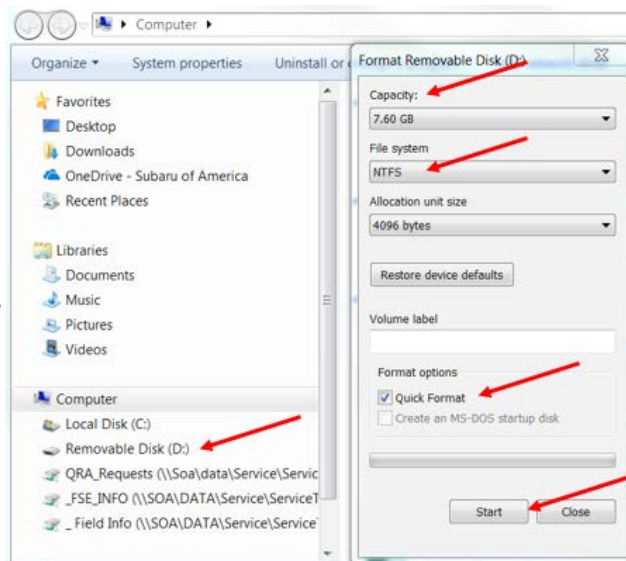 Computer
Organize
System properties
Uninstall or
Favorites
Desktop
Downloads
OneDrive - Subaru of America
Recent Places
Libraries
Documents
Music
Pictures
Videos
Computer
Local Disk (C:)
Removable Disk (D:)
QRA_Requests (\\Soa\data\Service\Servic
_FSE_INFO (\\SOA\DATA\Service\ServiceT
_ Field Info (\\SOA\DATA\Service\Service
Format Removable Disk (D:)
Capacity:
7.60 GB
File system
NTFS
Allocation unit size
4096 bytes
Restore device defaults
Volume label
Format options
Quick Format
Create an MS-DOS startup disk
Start
Close